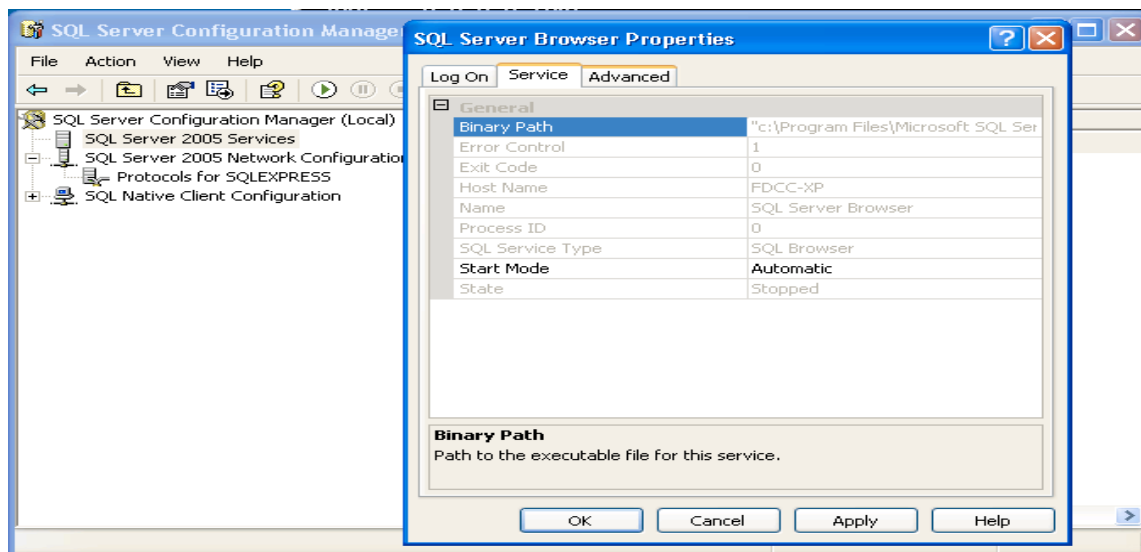 SQL Server Configuration Manage
File Action View Help
SQL Server Configuration Manager (Local)
SQL Server 2005 Services
SQL Server 2005 Network Configuration
Protocols for SQLEXPRESS
SQL Native Client Configuration
SQL Server Browser Properties
Log On Service Advanced
General
Binary Path "c:\Program Files\Microsoft SQL Ser
Error Control 1
Exit Code 0
Host Name FDCC-XP
Name SQL Server Browser
Process ID 0
SQL Service Type SQL Browser
Start Mode Automatic
State Stopped
Binary Path
Path to the executable file for this service.
OK Cancel Apply Help